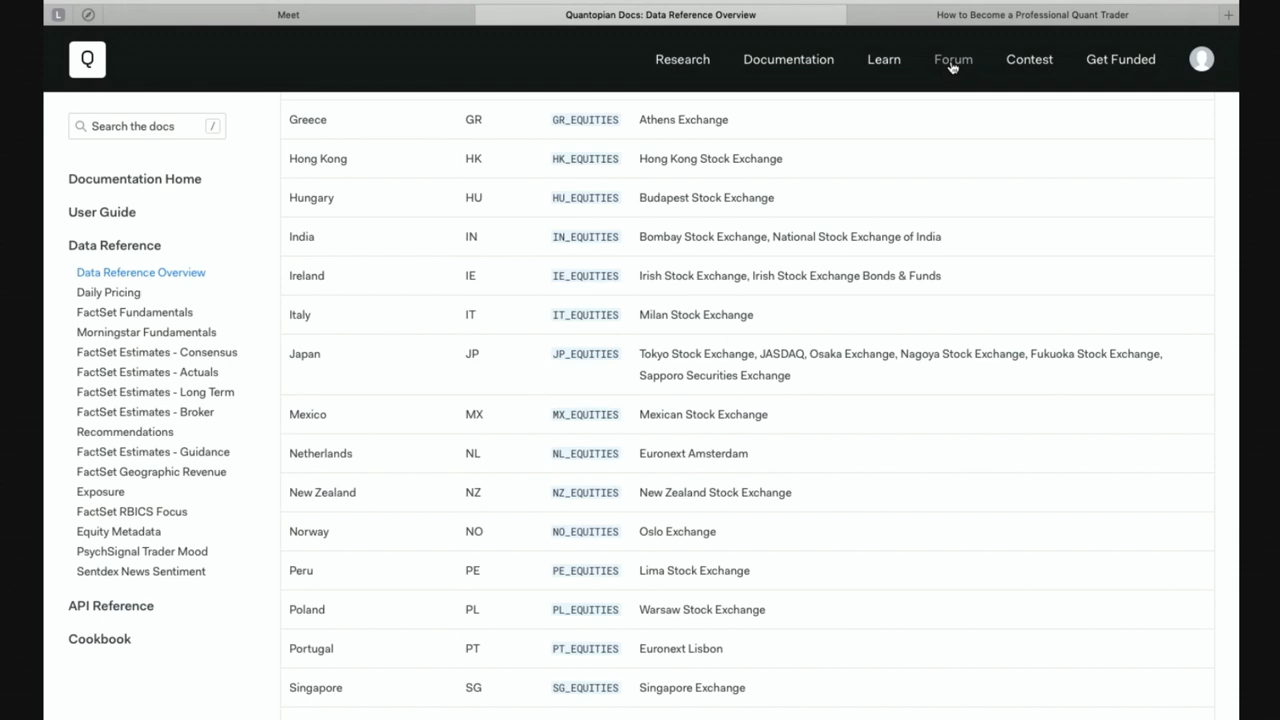 L
Meet
Quantopian Docs: Data Reference Overview
How to Become a Professional Quant Trader
+
Q
Research
Documentation
Learn
Forum
Contest
Get Funded
Search the docs /
Documentation Home
User Guide
Data Reference
Data Reference Overview
Daily Pricing
FactSet Fundamentals
Morningstar Fundamentals
FactSet Estimates - Consensus
FactSet Estimates - Actuals
FactSet Estimates - Long Term
FactSet Estimates - Broker
Recommendations
FactSet Estimates - Guidance
FactSet Geographic Revenue
Exposure
FactSet RBICS Focus
Equity Metadata
PsychSignal Trader Mood
Sentdex News Sentiment
API Reference
Cookbook
Greece GR GR_EQUITIES Athens Exchange
Hong Kong HK HK_EQUITIES Hong Kong Stock Exchange
Hungary HU HU_EQUITIES Budapest Stock Exchange
India IN IN_EQUITIES Bombay Stock Exchange, National Stock Exchange of India
Ireland IE IE_EQUITIES Irish Stock Exchange, Irish Stock Exchange Bonds & Funds
Italy IT IT_EQUITIES Milan Stock Exchange
Japan JP JP_EQUITIES Tokyo Stock Exchange, JASDAQ, Osaka Exchange, Nagoya Stock Exchange, Fukuoka Stock Exchange,
Sapporo Securities Exchange
Mexico MX MX_EQUITIES Mexican Stock Exchange
Netherlands NL NL_EQUITIES Euronext Amsterdam
New Zealand NZ NZ_EQUITIES New Zealand Stock Exchange
Norway NO NO_EQUITIES Oslo Exchange
Peru PE PE_EQUITIES Lima Stock Exchange
Poland PL PL_EQUITIES Warsaw Stock Exchange
Portugal PT PT_EQUITIES Euronext Lisbon
Singapore SG SG_EQUITIES Singapore Exchange